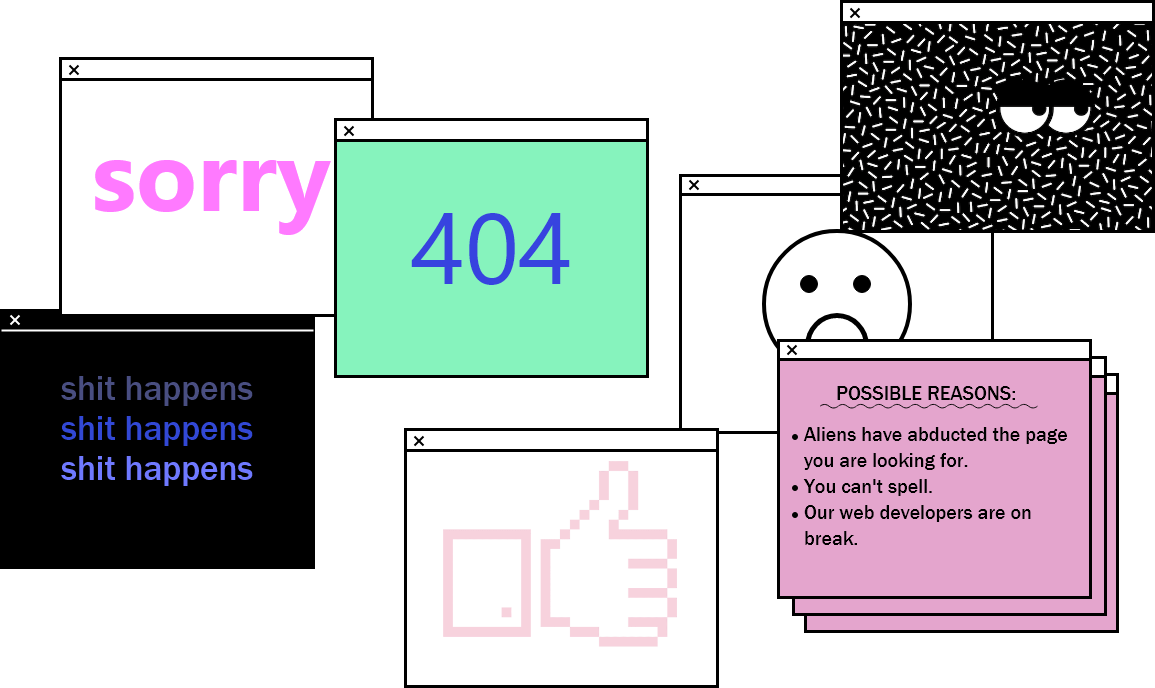 sorry
404
shit happens
shit happens
shit happens
POSSIBLE REASONS:
• Aliens have abducted the page
you are looking for.
• You can't spell.
• Our web developers are on
break.